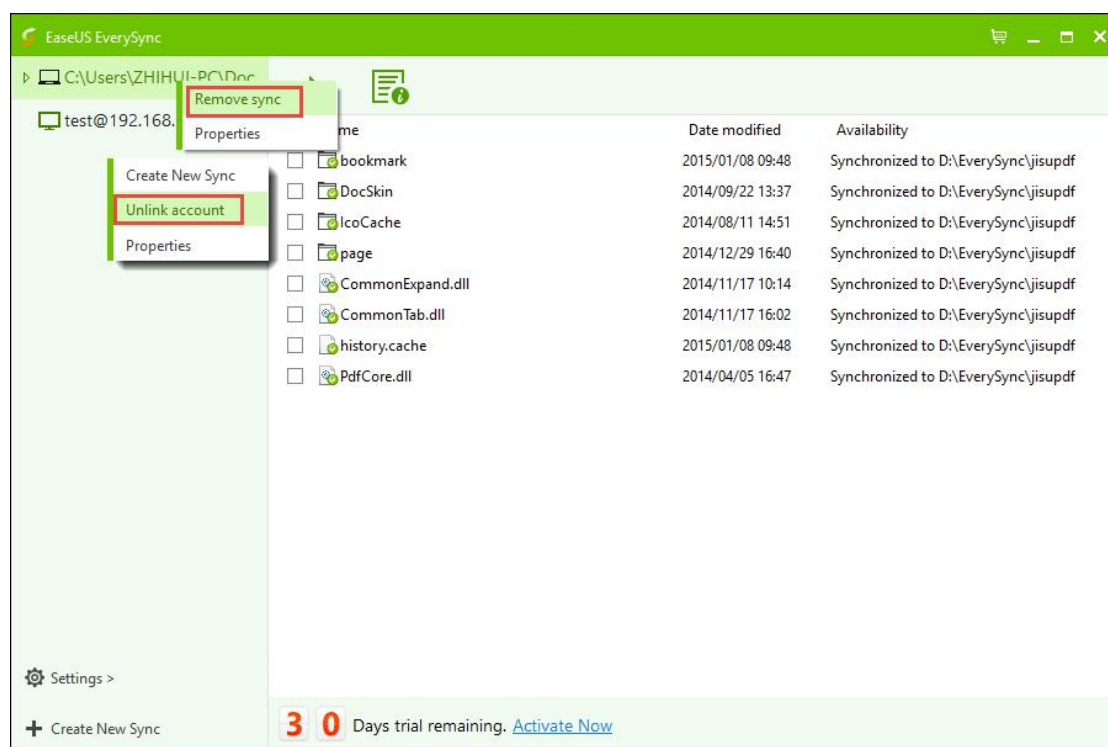 EaseUS EverySync
C:\Users\ZHIHUI-PC\Doc
Remove sync
Properties
test@192.168.
Create New Sync
Unlink account
Properties
me Date modified Availability
bookmark 2015/01/08 09:48 Synchronized to D:\EverySync\jisupdf
DocSkin 2014/09/22 13:37 Synchronized to D:\EverySync\jisupdf
IcoCache 2014/08/11 14:51 Synchronized to D:\EverySync\jisupdf
page 2014/12/29 16:40 Synchronized to D:\EverySync\jisupdf
CommonExpand.dll 2014/11/17 10:14 Synchronized to D:\EverySync\jisupdf
CommonTab.dll 2014/11/17 16:02 Synchronized to D:\EverySync\jisupdf
history.cache 2015/01/08 09:48 Synchronized to D:\EverySync\jisupdf
PdfCore.dll 2014/04/05 16:47 Synchronized to D:\EverySync\jisupdf
Settings >
Create New Sync
3 0 Days trial remaining. Activate Now